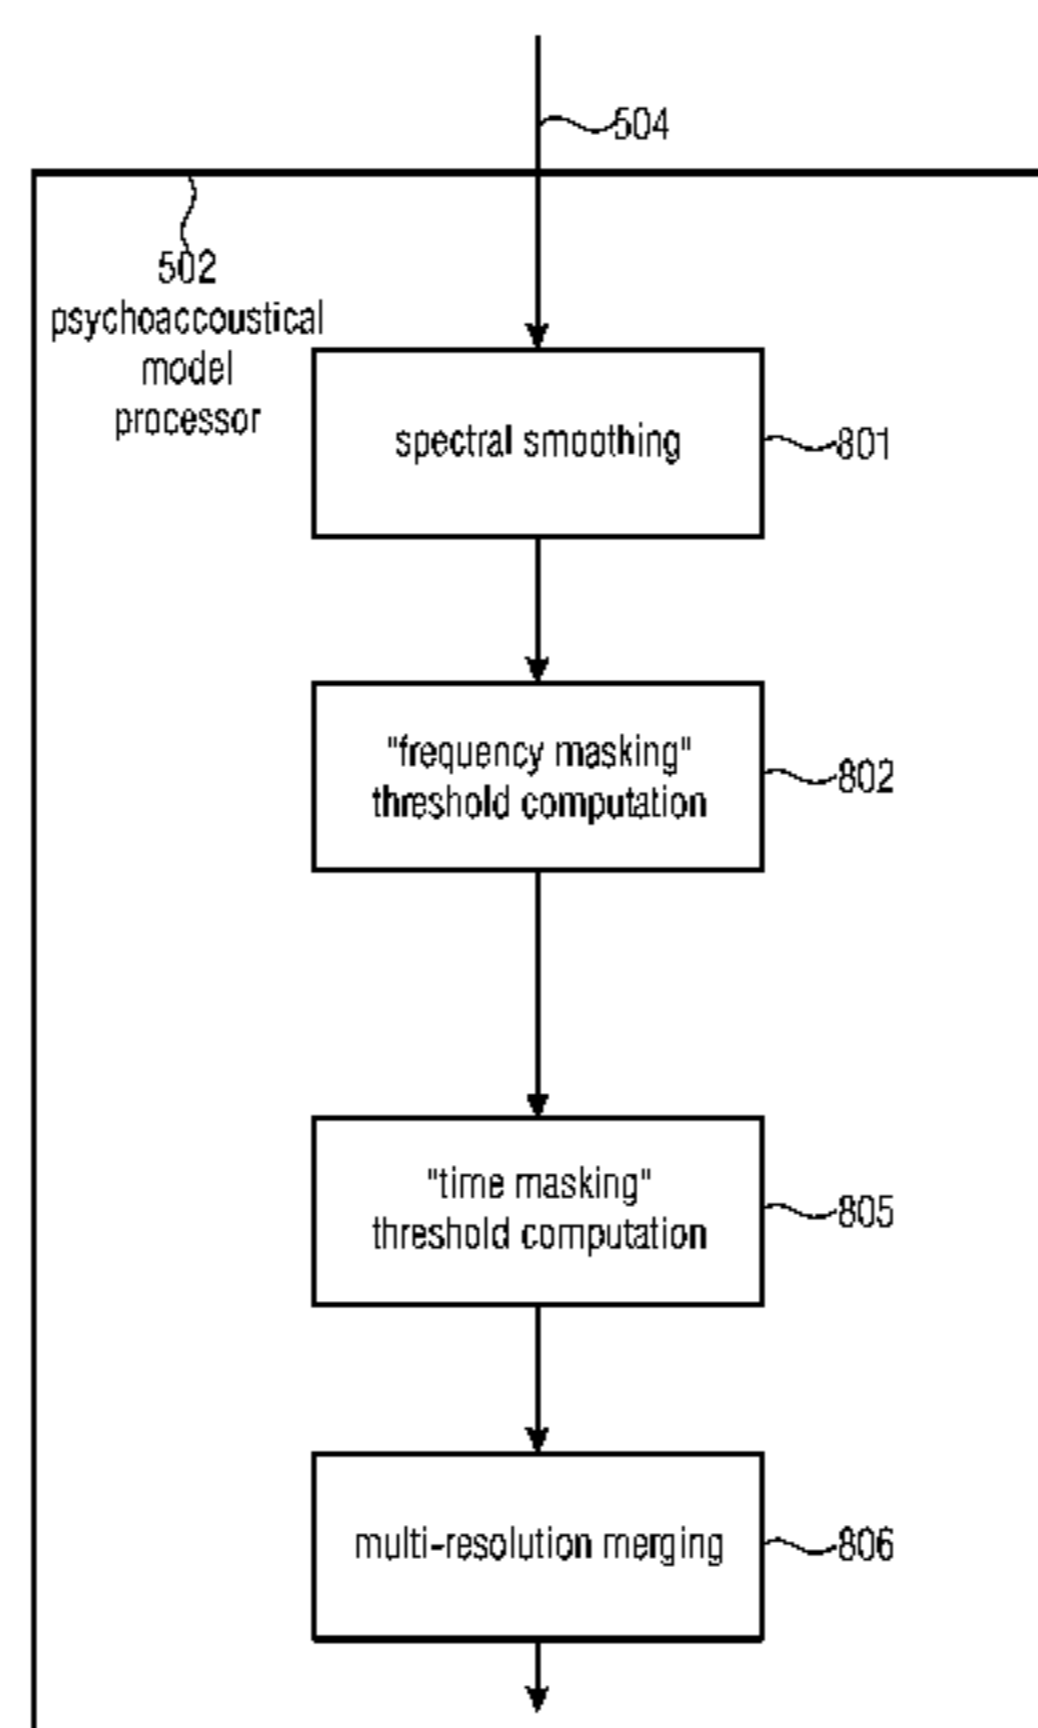 504
502
psychoaccoustical
model
processor
spectral smoothing
801
"frequency masking"
threshold computation
802
"time masking"
threshold computation
805
multi-resolution merging
806